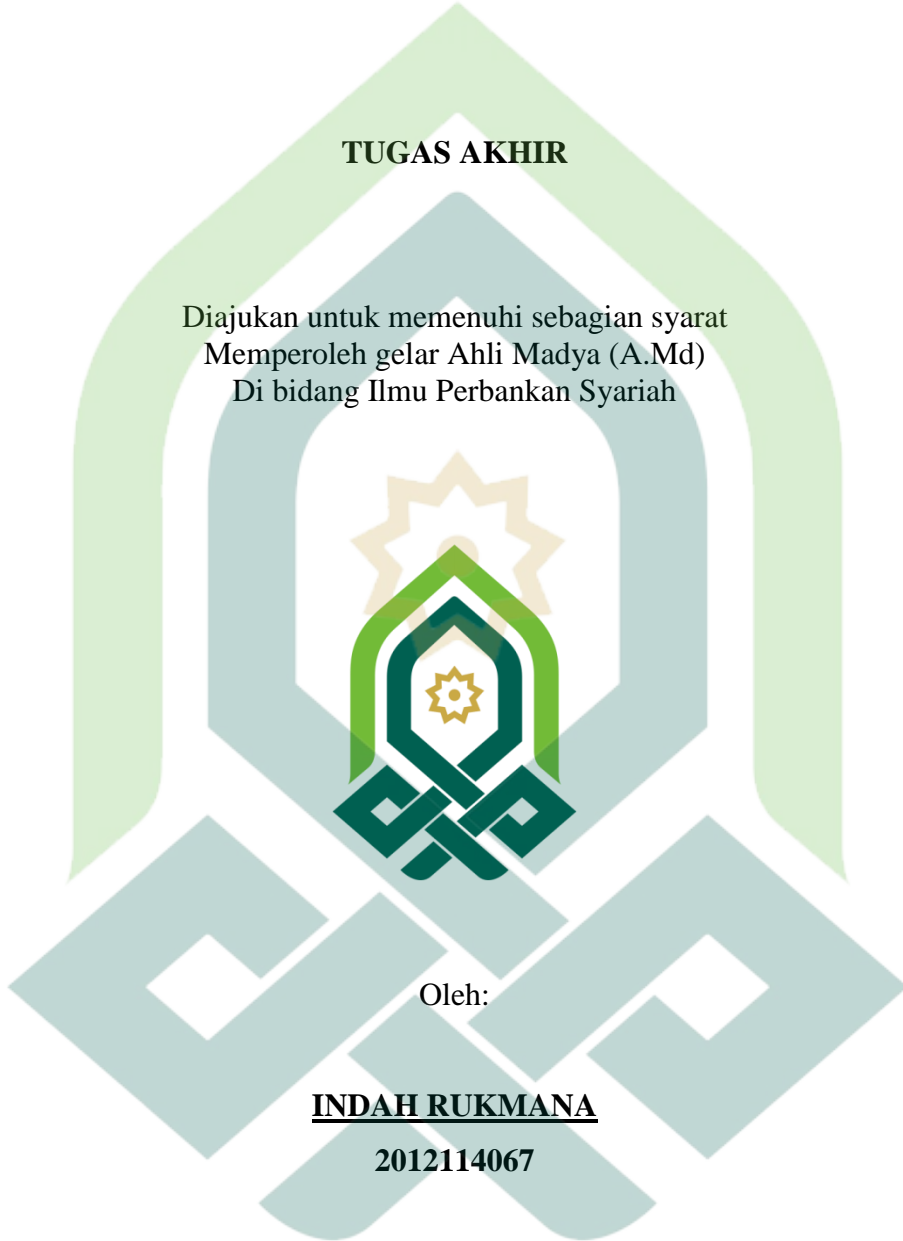 TUGAS AKHIR
Diajukan untuk memenuhi sebagian syarat
Memperoleh gelar Ahli Madya (A.Md)
Di bidang Ilmu Perbankan Syariah
Oleh:
INDAH RUKMANA
2012114067